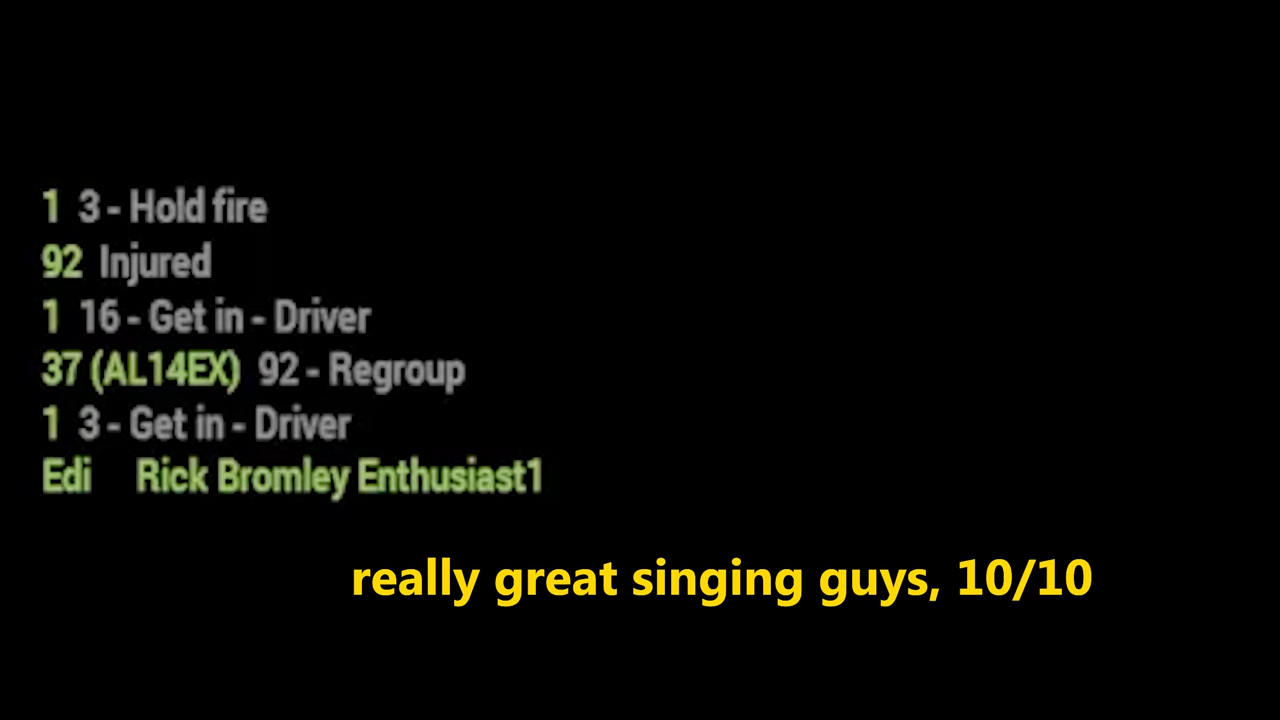 1 3 - Hold fire
92 Injured
1 16 - Get in - Driver
37 (AL14EX) 92 - Regroup
1 3 - Get in - Driver
Edi Rick Bromley Enthusiast1
really great singing guys, 10/10